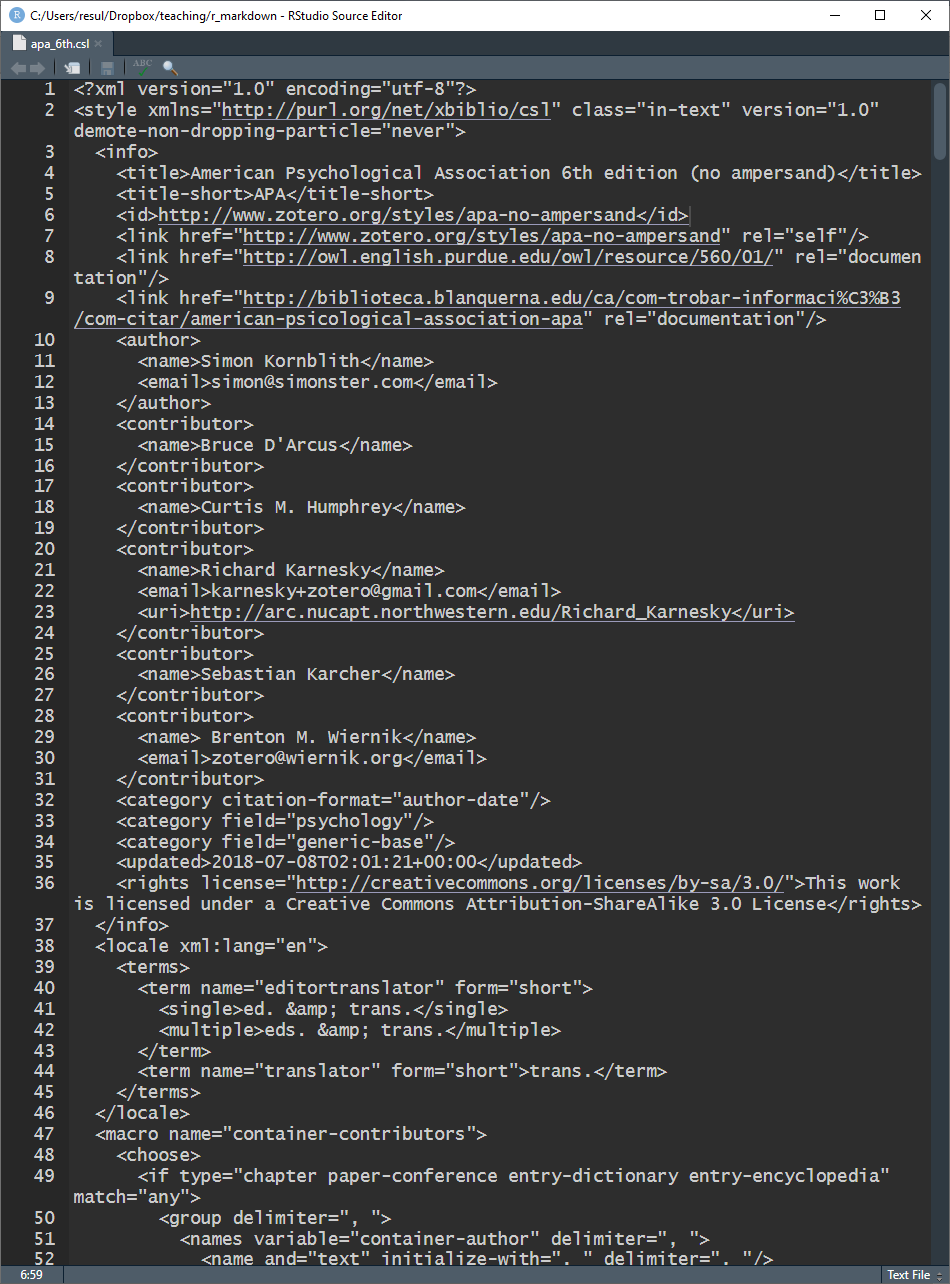 R C:/Users/resul/Dropbox/teaching/r_markdown - RStudio Source Editor
apa_6th.csl
ABC
1 <?xml version="1.0" encoding="utf-8"?>
2 <style xmlns="http://purl.org/net/xbiblio/csl" class="in-text" version="1.0"
demote-non-dropping-particle="never">
3 <info>
4 <title>American Psychological Association 6th edition (no ampersand)</title>
5 <title-short>APA</title-short>
6 <id>http://www.zotero.org/styles/apa-no-ampersand</id>
7 <link href="http://www.zotero.org/styles/apa-no-ampersand" rel="self"/>
8 <link href="http://owl.english.purdue.edu/owl/resource/560/01/" rel="documen
tation"/>
9 <link href="http://biblioteca.blanquerna.edu/ca/com-trobar-informaci%C3%B3
/com-citar/american-psicological-association-apa" rel="documentation"/>
10 <author>
11 <name>Simon Kornblith</name>
12 <email>simon@simonster.com</email>
13 </author>
14 <contributor>
15 <name>Bruce D'Arcus</name>
16 </contributor>
17 <contributor>
18 <name>Curtis M. Humphrey</name>
19 </contributor>
20 <contributor>
21 <name>Richard Karnesky</name>
22 <email>karnesky+zotero@gmail.com</email>
23 <uri>http://arc.nucapt.northwestern.edu/Richard_Karnesky</uri>
24 </contributor>
25 <contributor>
26 <name>Sebastian Karcher</name>
27 </contributor>
28 <contributor>
29 <name> Brenton M. Wiernik</name>
30 <email>zotero@wiernik.org</email>
31 </contributor>
32 <category citation-format="author-date"/>
33 <category field="psychology"/>
34 <category field="generic-base"/>
35 <updated>2018-07-08T02:01:21+00:00</updated>
36 <rights license="http://creativecommons.org/licenses/by-sa/3.0/">This work
is licensed under a Creative Commons Attribution-ShareAlike 3.0 License</rights>
37 </info>
38 <locale xml:lang="en">
39 <terms>
40 <term name="editortranslator" form="short">
41 <single>ed. &amp; trans.</single>
42 <multiple>eds. &amp; trans.</multiple>
43 </term>
44 <term name="translator" form="short">trans.</term>
45 </terms>
46 </locale>
47 <macro name="container-contributors">
48 <choose>
49 <if type="chapter paper-conference entry-dictionary entry-encyclopedia"
match="any">
50 <group delimiter=", ">
51 <names variable="container-author" delimiter=", ">
52 <name and="text" initialize-with=". " delimiter=", "/>
6:59 Text File